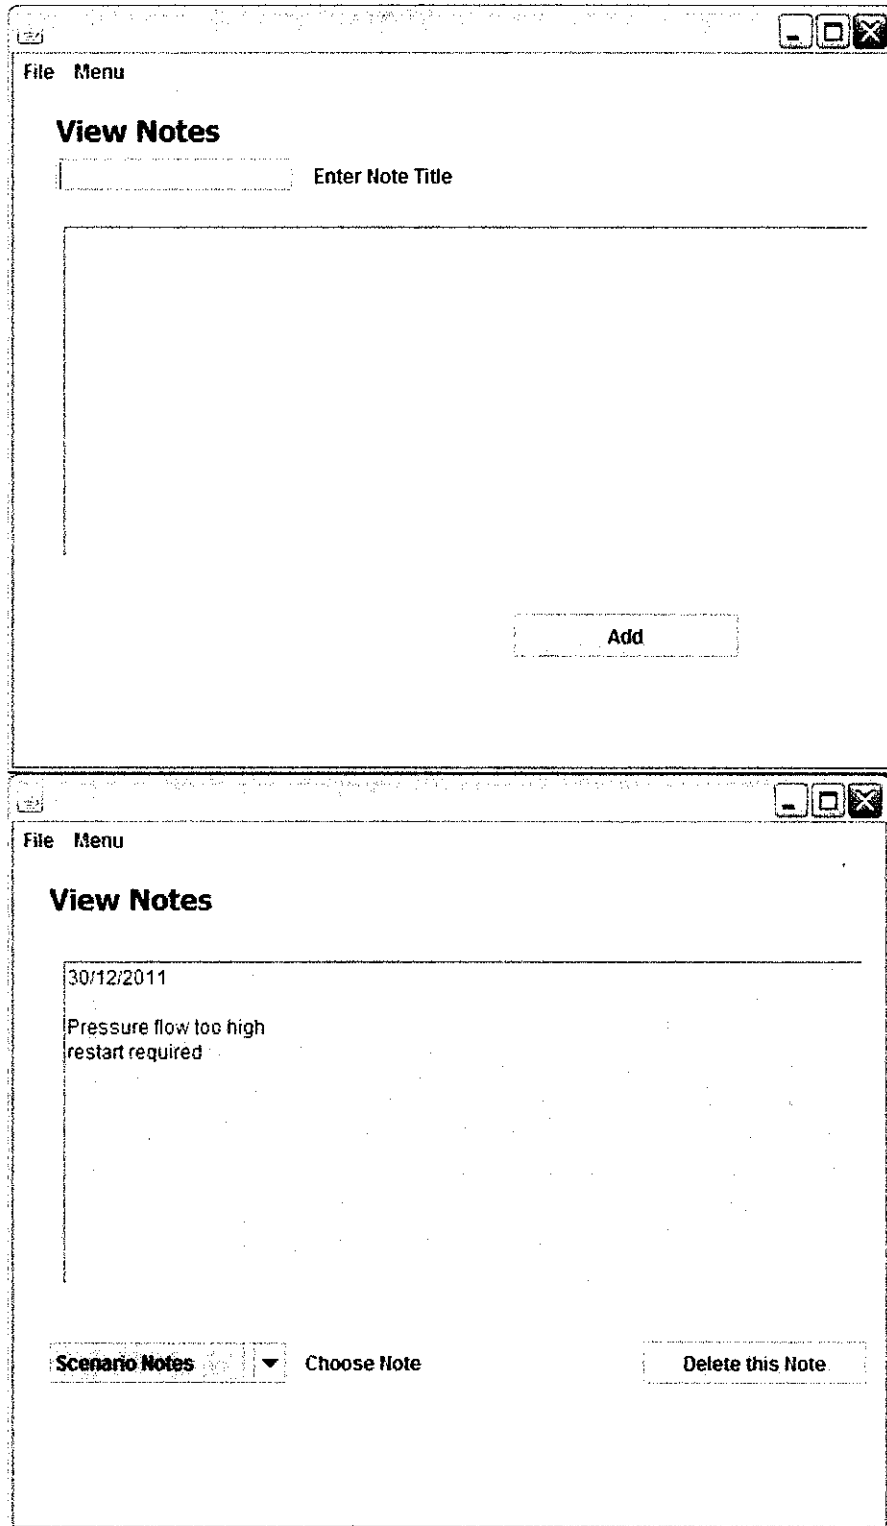 File Menu
View Notes
Enter Note Title
Add
File Menu
View Notes
30/12/2011
Pressure flow too high
restart required
Scenario Notes Choose Note Delete this Note